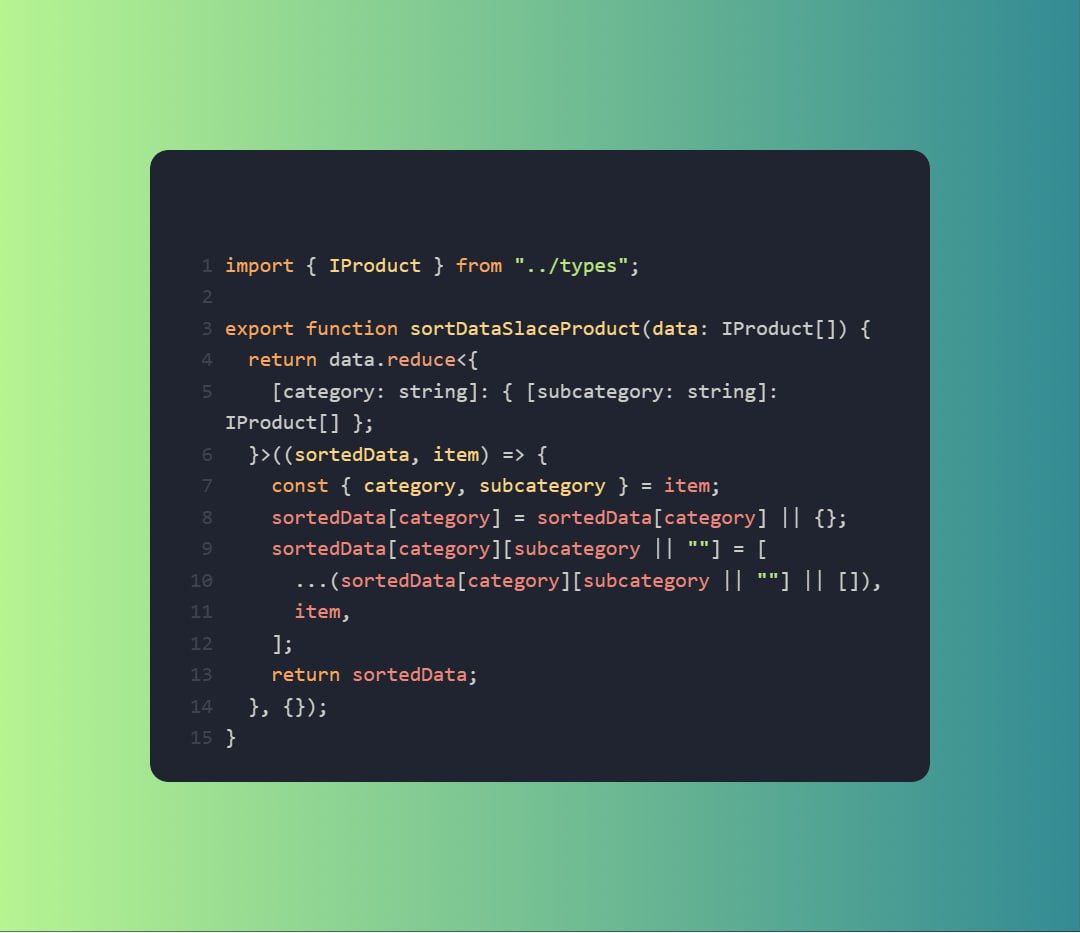 1 import { IProduct } from "../types";
2
3 export function sortDataSlaceProduct(data: IProduct[]) {
4   return data.reduce<{
5     [category: string]: { [subcategory: string]:
IProduct[] };
6   }>((sortedData, item) => {
7     const { category, subcategory } = item;
8     sortedData[category] = sortedData[category] || {};
9     sortedData[category][subcategory || ""] = [
10       ...(sortedData[category][subcategory || ""] || []),
11       item,
12     ];
13     return sortedData;
14   }, {});
15 }